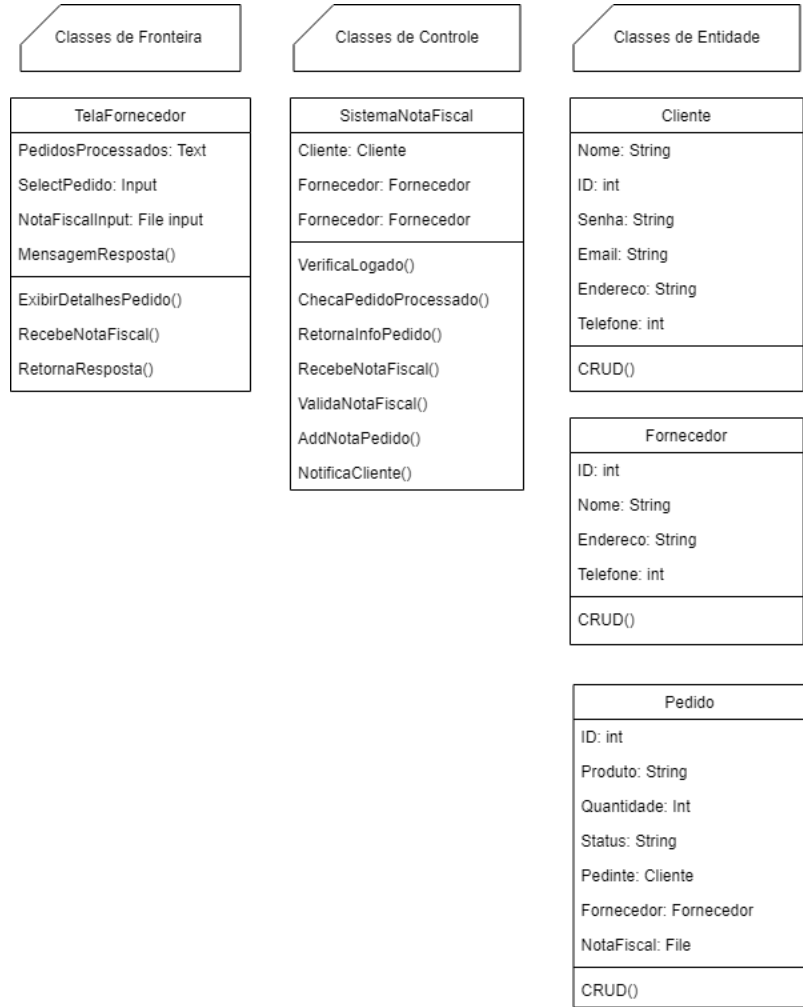 Classes de Fronteira
Classes de Controle
Classes de Entidade
TelaFornecedor
PedidosProcessados: Text
SelectPedido: Input
NotaFiscalInput: File input
MensagemResposta()
ExibirDetalhesPedido()
RecebeNotaFiscal()
RetornaResposta()
SistemaNotaFiscal
Cliente: Cliente
Fornecedor: Fornecedor
Fornecedor: Fornecedor
VerificaLogado()
ChecaPedidoProcessado()
RetornaInfoPedido()
RecebeNotaFiscal()
ValidaNotaFiscal()
AddNotaPedido()
NotificaCliente()
Cliente
Nome: String
ID: int
Senha: String
Email: String
Endereco: String
Telefone: int
CRUD()
Fornecedor
ID: int
Nome: String
Endereco: String
Telefone: int
CRUD()
Pedido
ID: int
Produto: String
Quantidade: Int
Status: String
Pedinte: Cliente
Fornecedor: Fornecedor
NotaFiscal: File
CRUD()